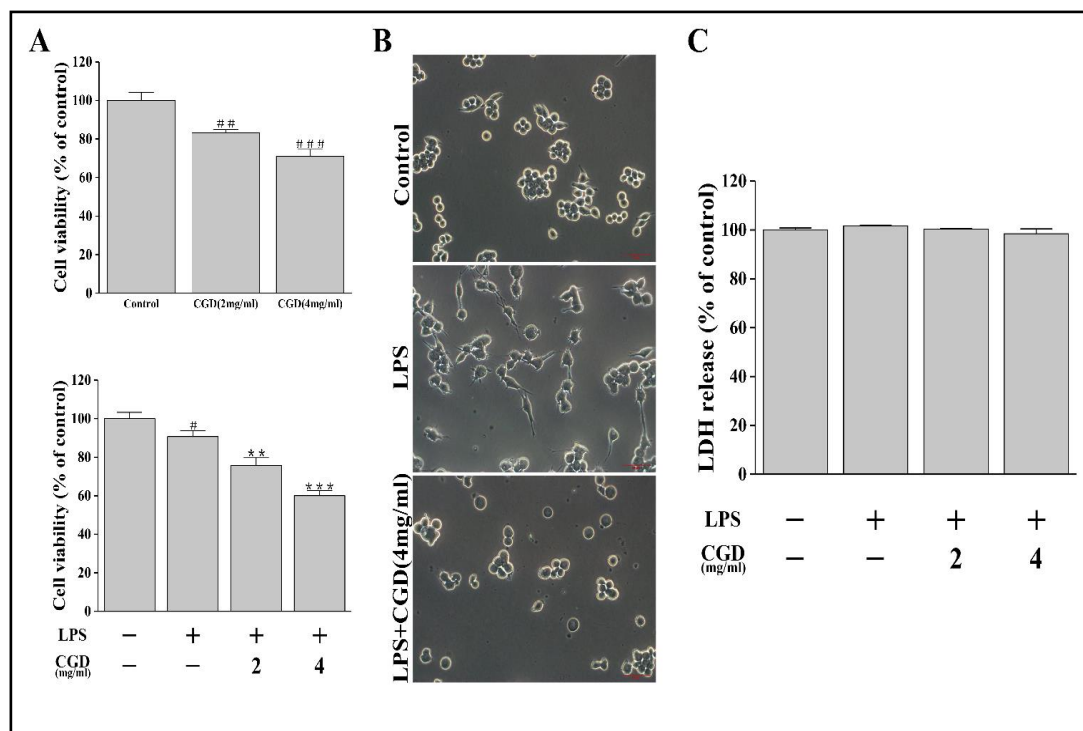 A
Cell viability (% of control)
120
100
80
60
40
20
0
##
###
Control CGD(2mg/ml) CGD(4mg/ml)
Cell viability (% of control)
120
100
80
60
40
20
0
#
**
***
LPS − + + +
CGD − − 2 4
(mg/ml)
B
Control
LPS
LPS+CGD(4mg/ml)
C
LDH release (% of control)
120
100
80
60
40
20
0
LPS − + + +
CGD − − 2 4
(mg/ml)